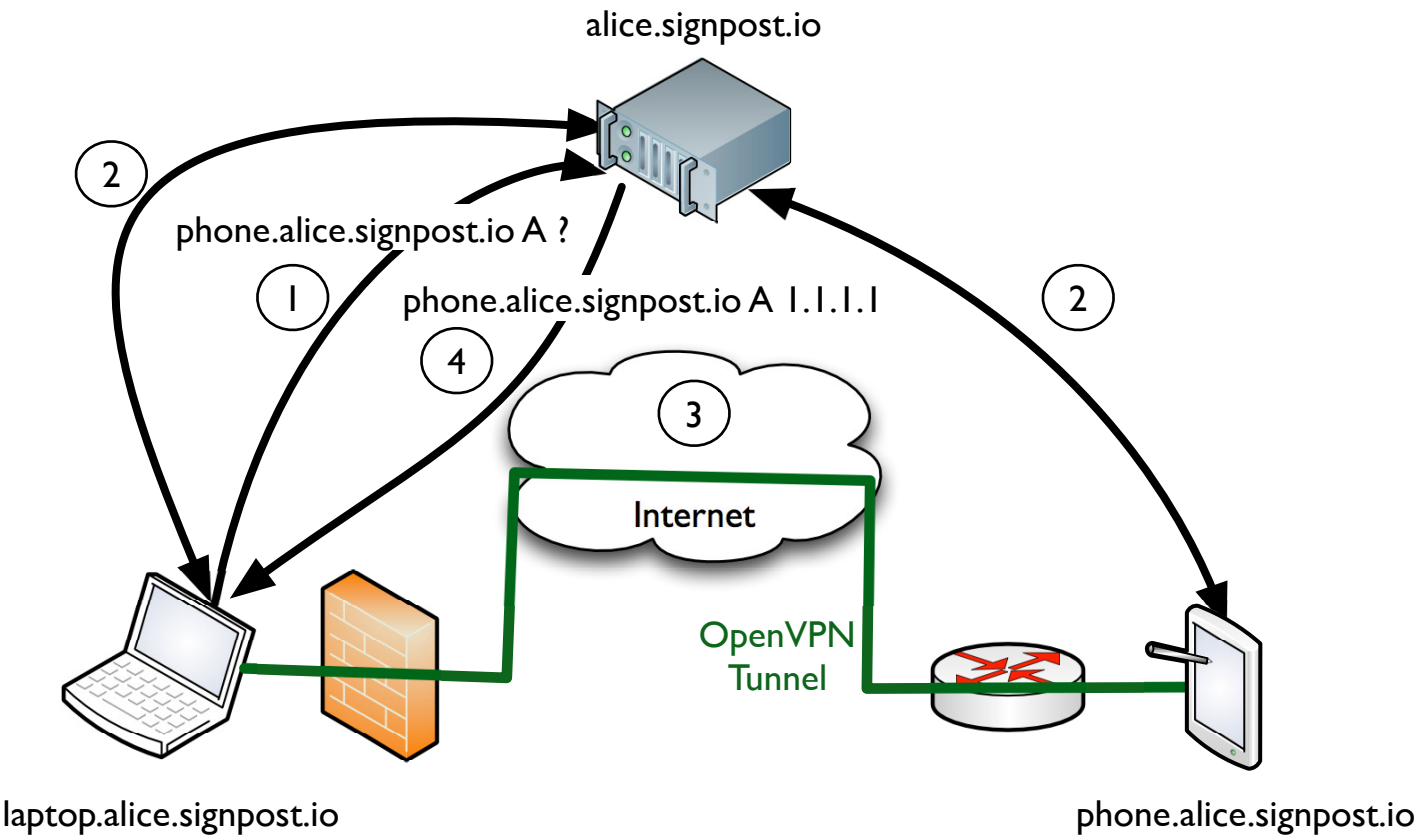 alice.signpost.io
2
phone.alice.signpost.io A ?
1
phone.alice.signpost.io A 1.1.1.1
2
4
3
Internet
OpenVPN
Tunnel
laptop.alice.signpost.io
phone.alice.signpost.io